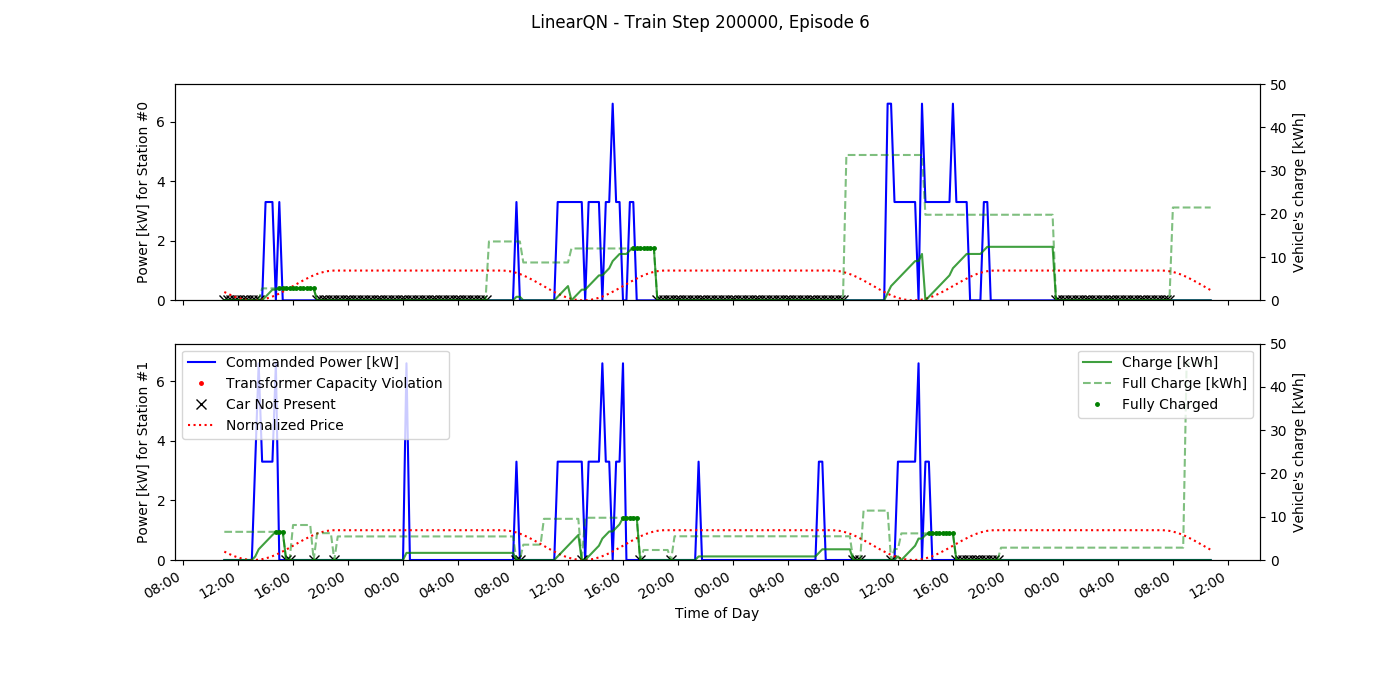 LinearQN - Train Step 200000, Episode 6
Power [kW] for Station #0
6
4
2
0
50
40
30
20
10
0
Vehicle's charge [kWh]
Power [kW] for Station #1
6
4
2
0
Commanded Power [kW]
Transformer Capacity Violation
Car Not Present
Normalized Price
Charge [kWh]
Full Charge [kWh]
Fully Charged
50
40
30
20
10
0
Vehicle's charge [kWh]
08:00 12:00 16:00 20:00 00:00 04:00 08:00 12:00 16:00 20:00 00:00 04:00 08:00 12:00 16:00 20:00 00:00 04:00 08:00 12:00
Time of Day